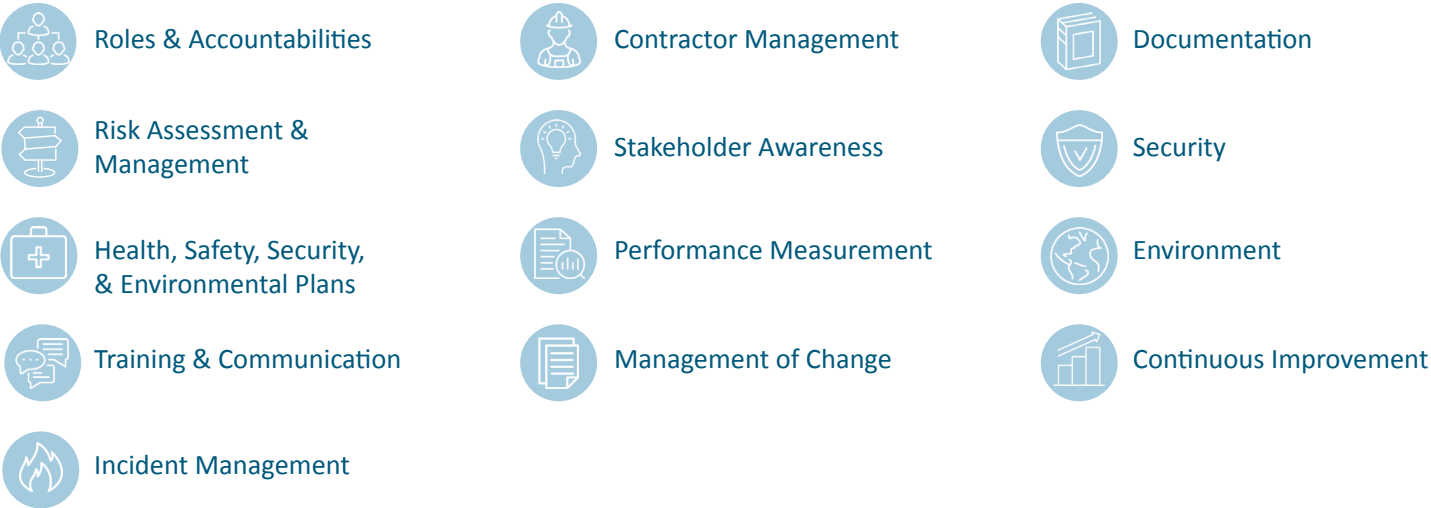 Roles & Accountabilities
Risk Assessment &
Management
Health, Safety, Security,
& Environmental Plans
Training & Communication
Incident Management
Contractor Management
Stakeholder Awareness
Performance Measurement
Management of Change
Documentation
Security
Environment
Continuous Improvement